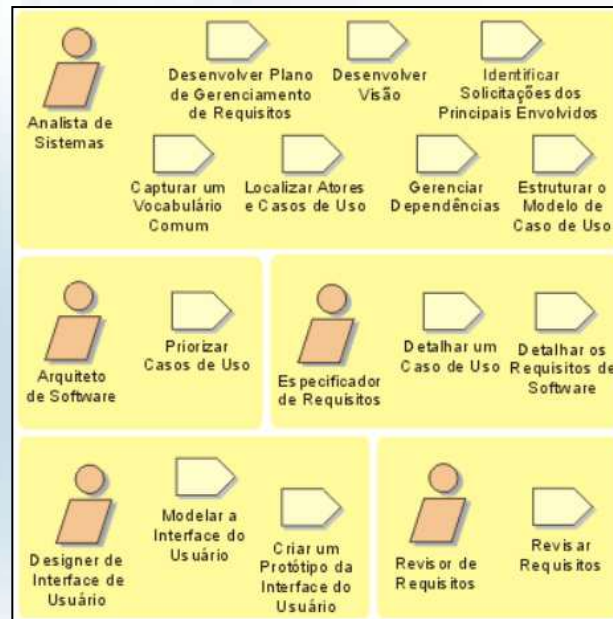 Analista de
Sistemas
Desenvolver Plano
de Gerenciamento
de Requisitos
Desenvolver
Visão
Identificar
Solicitações dos
Principais Envolvidos
Capturar um
Vocabulário
Comum
Localizar Atores
e Casos de Uso
Gerenciar
Dependências
Estruturar o
Modelo de
Caso de Uso
Arquiteto
de Software
Priorizar
Casos de Uso
Especificador
de Requisitos
Detalhar um
Caso de Uso
Detalhar os
Requisitos de
Software
Designer de
Interface de
Usuário
Modelar a
Interface do
Usuário
Criar um
Protótipo da
Interface do
Usuário
Revisor de
Requisitos
Revisar
Requisitos